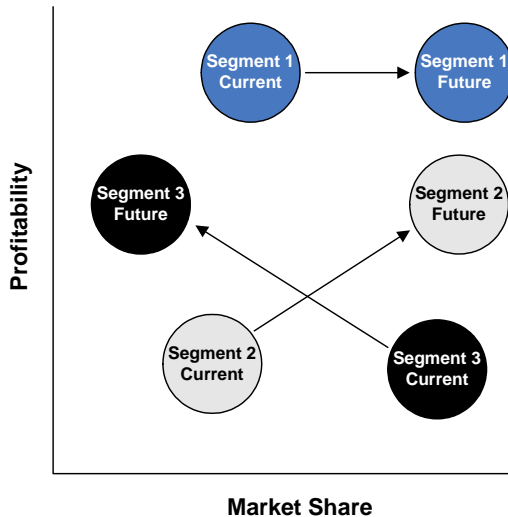 Segment 1
Current
Segment 1
Future
Segment 3
Future
Segment 2
Future
Segment 2
Current
Segment 3
Current
Profitability
Market Share